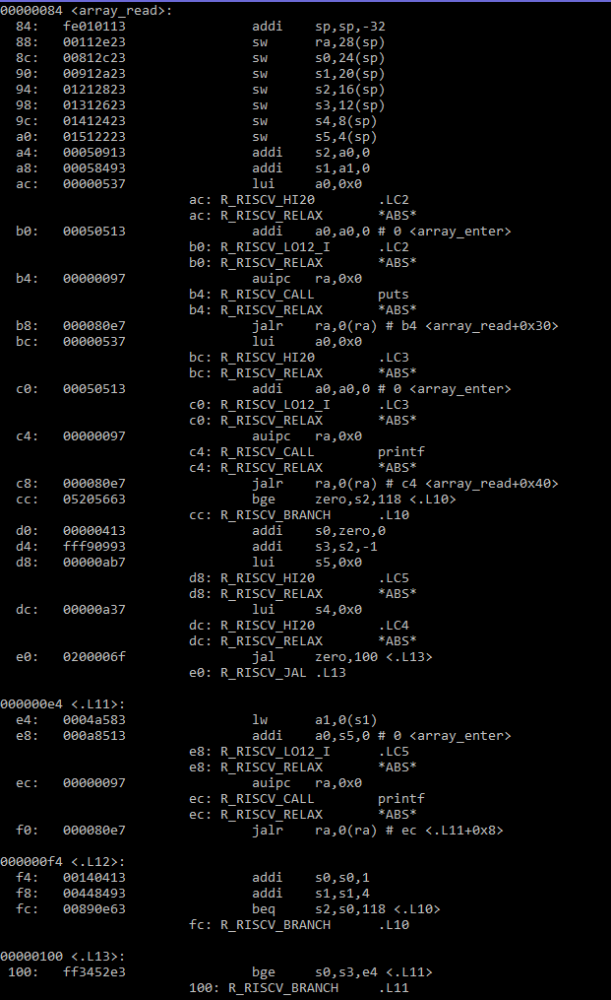 00000084 <array_read>:
84: fe010113 addi sp,sp,-32
88: 00112e23 sw ra,28(sp)
8c: 00812c23 sw s0,24(sp)
90: 00912a23 sw s1,20(sp)
94: 01212823 sw s2,16(sp)
98: 01312623 sw s3,12(sp)
9c: 01412423 sw s4,8(sp)
a0: 01512223 sw s5,4(sp)
a4: 00050913 addi s2,a0,0
a8: 00058493 addi s1,a1,0
ac: 00000537 lui a0,0x0
ac: R_RISCV_HI20 .LC2
ac: R_RISCV_RELAX *ABS*
b0: 00050513 addi a0,a0,0 # 0 <array_enter>
b0: R_RISCV_LO12_I .LC2
b0: R_RISCV_RELAX *ABS*
b4: 00000097 auipc ra,0x0
b4: R_RISCV_CALL puts
b4: R_RISCV_RELAX *ABS*
b8: 000080e7 jalr ra,0(ra) # b4 <array_read+0x30>
bc: 00000537 lui a0,0x0
bc: R_RISCV_HI20 .LC3
bc: R_RISCV_RELAX *ABS*
c0: 00050513 addi a0,a0,0 # 0 <array_enter>
c0: R_RISCV_LO12_I .LC3
c0: R_RISCV_RELAX *ABS*
c4: 00000097 auipc ra,0x0
c4: R_RISCV_CALL printf
c4: R_RISCV_RELAX *ABS*
c8: 000080e7 jalr ra,0(ra) # c4 <array_read+0x40>
cc: 05205663 bge zero,s2,118 <.L10>
cc: R_RISCV_BRANCH .L10
d0: 00000413 addi s0,zero,0
d4: fff90993 addi s3,s2,-1
d8: 00000ab7 lui s5,0x0
d8: R_RISCV_HI20 .LC5
d8: R_RISCV_RELAX *ABS*
dc: 00000a37 lui s4,0x0
dc: R_RISCV_HI20 .LC4
dc: R_RISCV_RELAX *ABS*
e0: 0200006f jal zero,100 <.L13>
e0: R_RISCV_JAL .L13
000000e4 <.L11>:
e4: 0004a583 lw a1,0(s1)
e8: 000a8513 addi a0,s5,0 # 0 <array_enter>
e8: R_RISCV_LO12_I .LC5
e8: R_RISCV_RELAX *ABS*
ec: 00000097 auipc ra,0x0
ec: R_RISCV_CALL printf
ec: R_RISCV_RELAX *ABS*
f0: 000080e7 jalr ra,0(ra) # ec <.L11+0x8>
000000f4 <.L12>:
f4: 00140413 addi s0,s0,1
f8: 00448493 addi s1,s1,4
fc: 00890e63 beq s2,s0,118 <.L10>
fc: R_RISCV_BRANCH .L10
00000100 <.L13>:
100: ff3452e3 bge s0,s3,e4 <.L11>
100: R_RISCV_BRANCH .L11